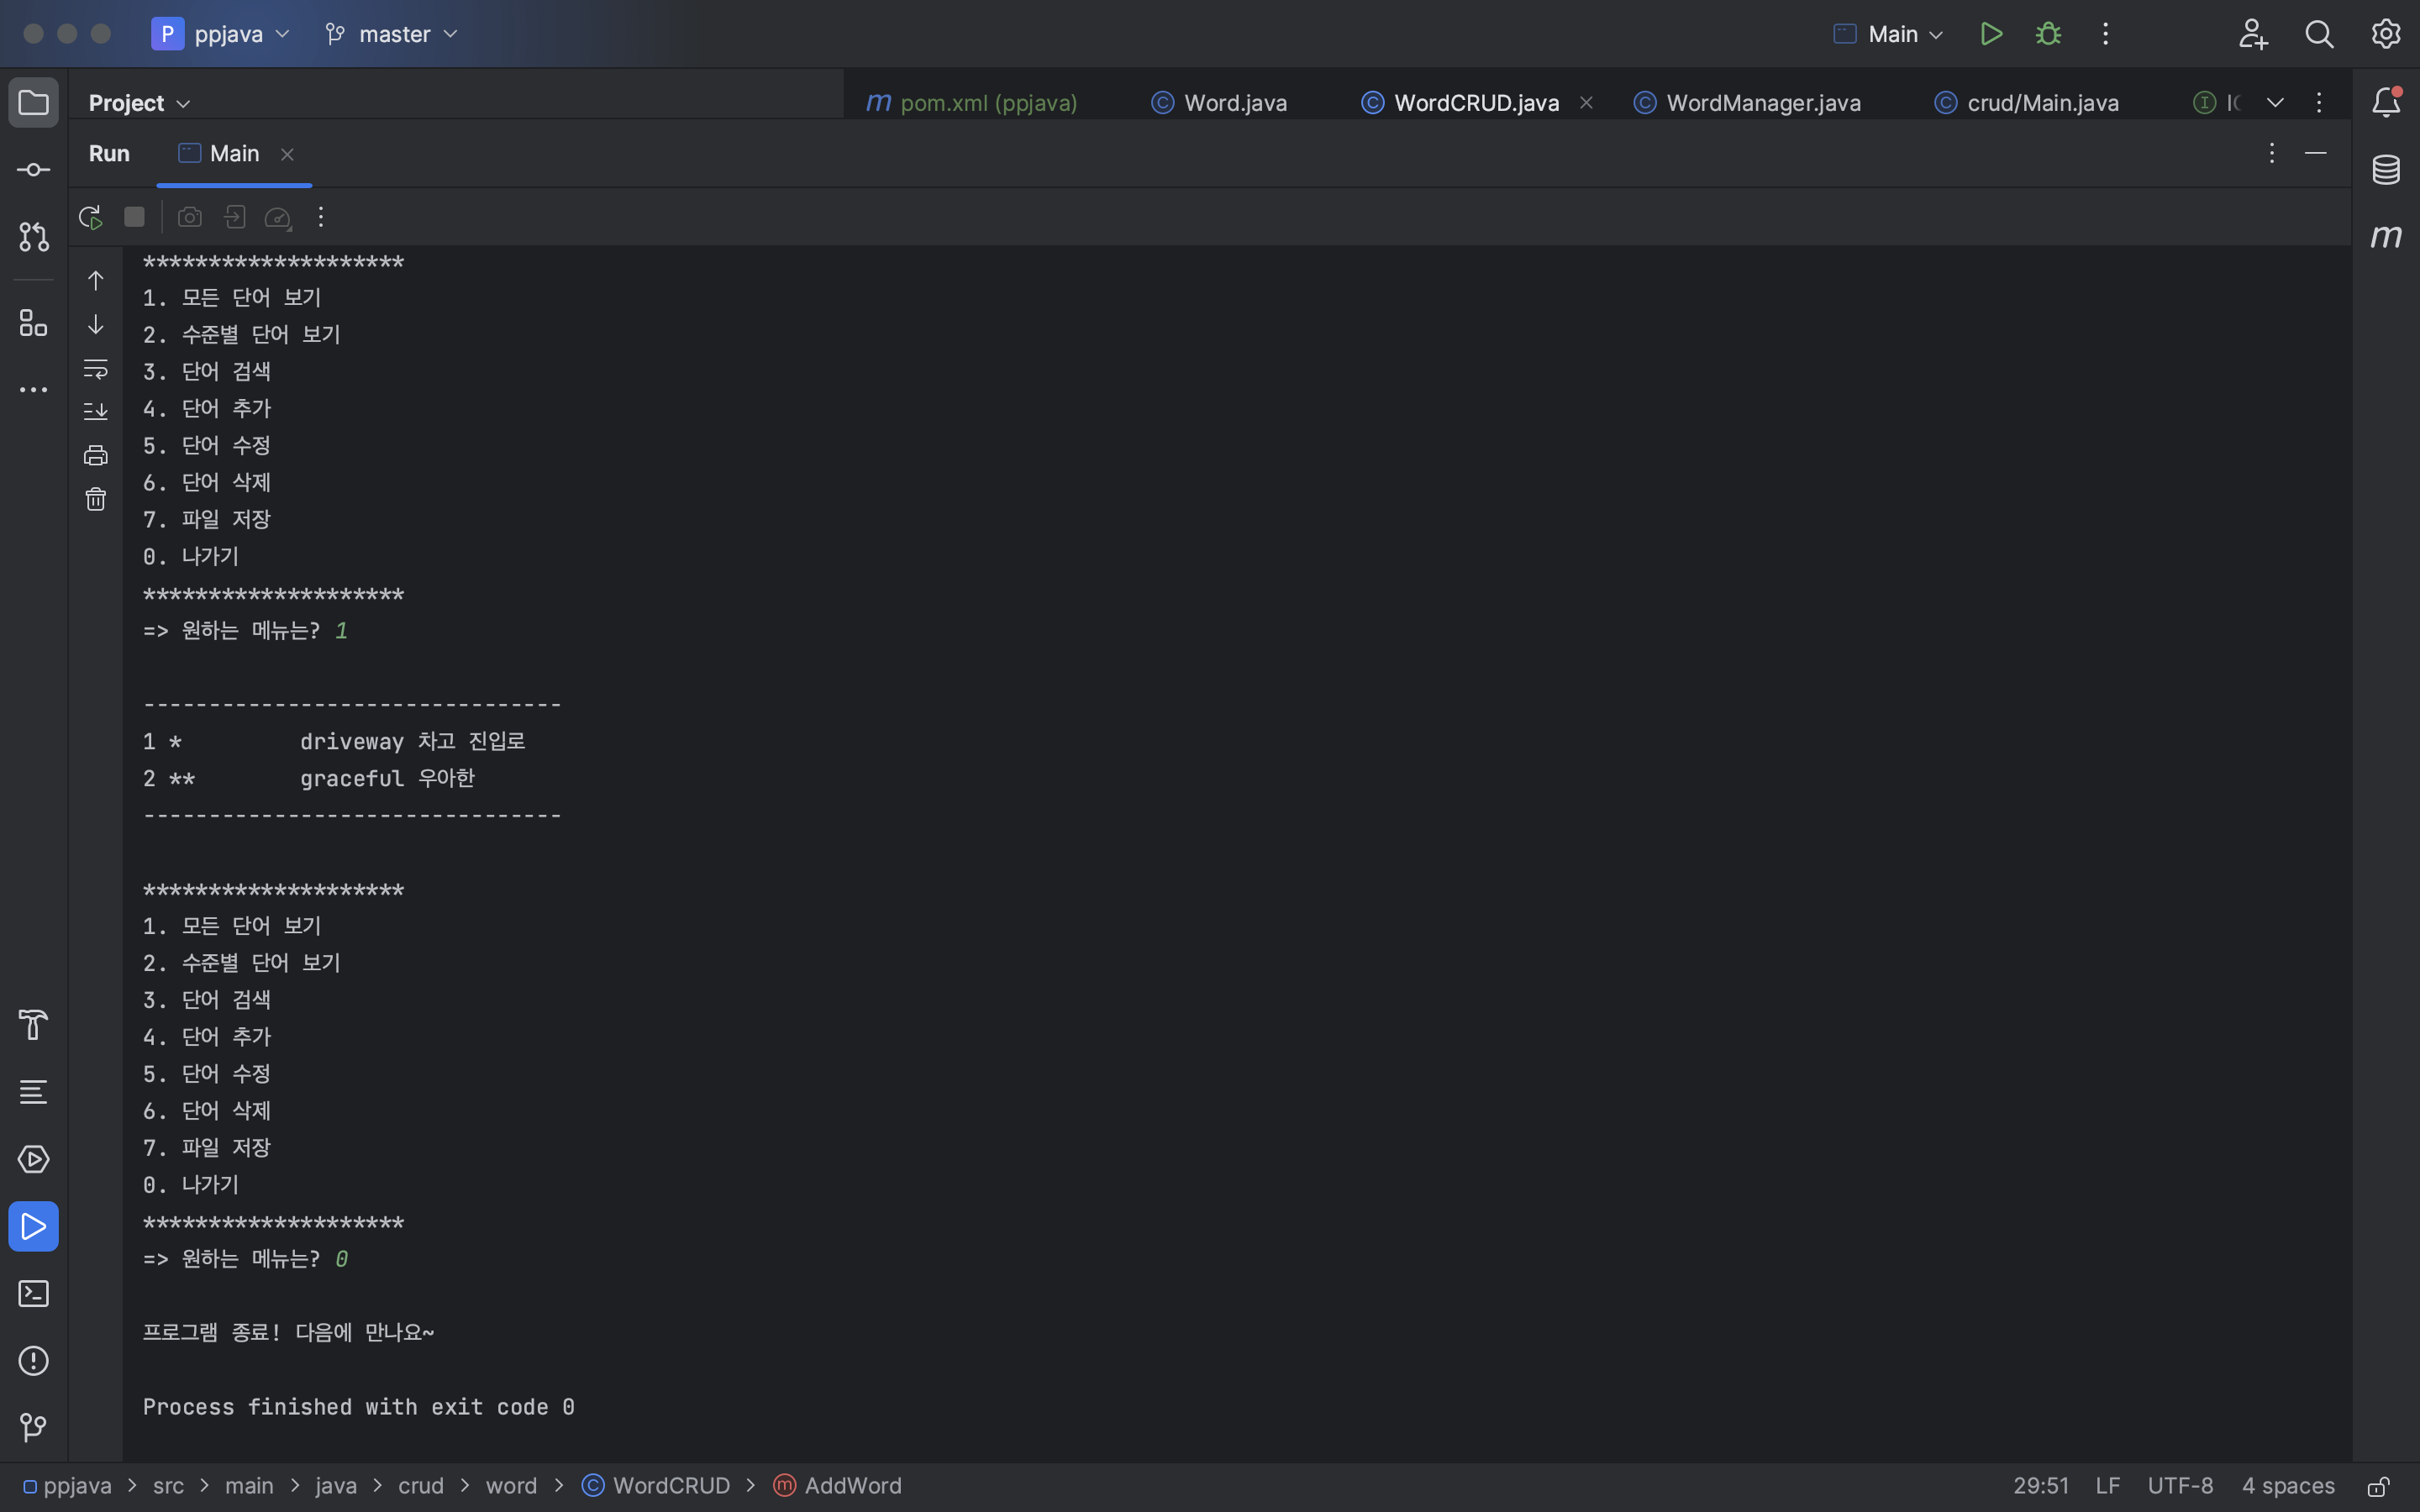 P ppjava master Main
Project m pom.xml (ppjava) Word.java WordCRUD.java WordManager.java crud/Main.java
Run Main
********************
1. 모든 단어 보기
2. 수준별 단어 보기
3. 단어 검색
4. 단어 추가
5. 단어 수정
6. 단어 삭제
7. 파일 저장
0. 나가기
********************
=> 원하는 메뉴는? 1
--------------------------------
1 * driveway 차고 진입로
2 ** graceful 우아한
--------------------------------
********************
1. 모든 단어 보기
2. 수준별 단어 보기
3. 단어 검색
4. 단어 추가
5. 단어 수정
6. 단어 삭제
7. 파일 저장
0. 나가기
********************
=> 원하는 메뉴는? 0
프로그램 종료! 다음에 만나요~
Process finished with exit code 0
ppjava > src > main > java > crud > word > WordCRUD > AddWord 29:51 LF UTF-8 4 spaces